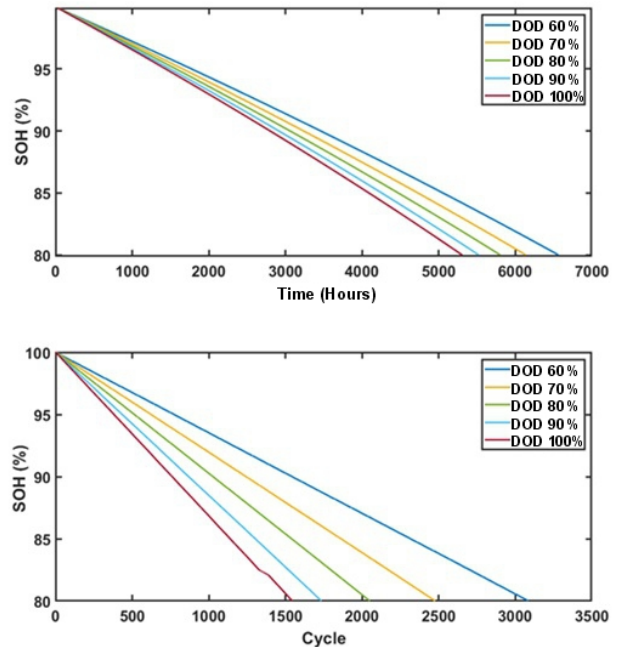 95
90
85
80
SOH (%)
0 1000 3000 3000 4000 5000 6000 7000
Time (Hours)
DOD 60%
DOD 70%
DOD 80%
DOD 90%
DOD 100%
100
95
90
85
80
SOH (%)
0 500 1000 1500 2000 2500 3000 3500
Cycle
DOD 60%
DOD 70%
DOD 80%
DOD 90%
DOD 100%